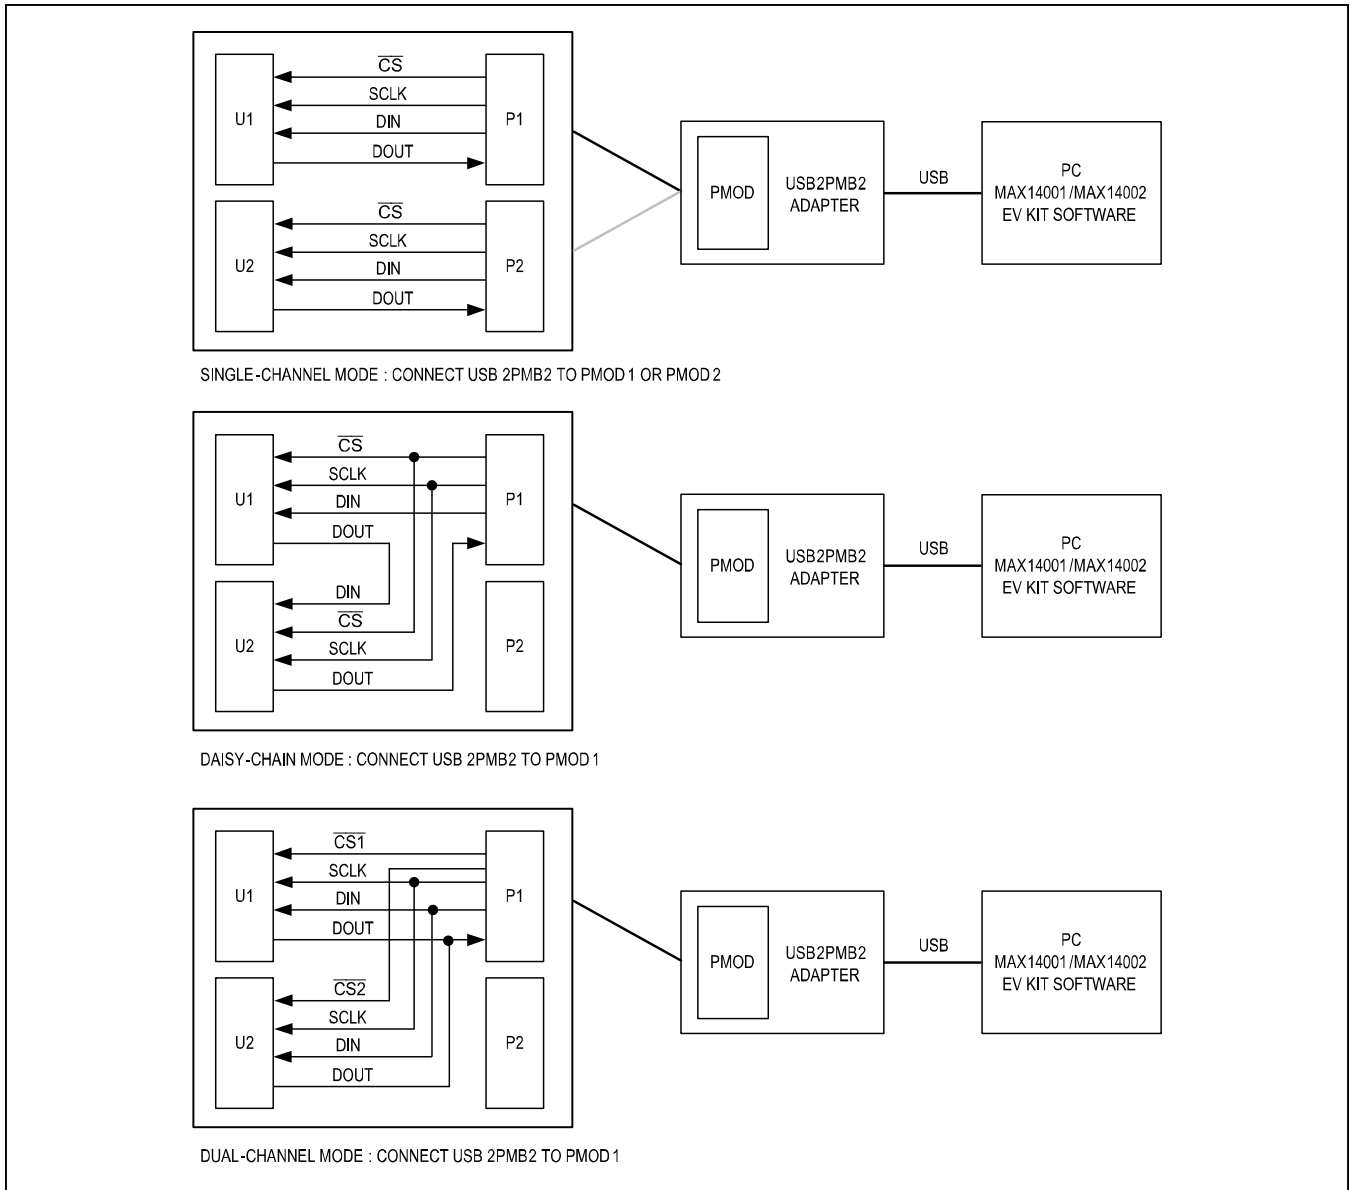 CS
SCLK
U1
DIN
P1
DOUT
CS
SCLK
U2
DIN
P2
DOUT
PMOD
USB2PMB2
ADAPTER
USB
PC
MAX14001/MAX14002
EV KIT SOFTWARE
SINGLE-CHANNEL MODE : CONNECT USB 2PMB2 TO PMOD 1 OR PMOD 2
CS
SCLK
U1
DIN
P1
DOUT
DIN
CS
U2
SCLK
P2
DOUT
PMOD
USB2PMB2
ADAPTER
USB
PC
MAX14001/MAX14002
EV KIT SOFTWARE
DAISY-CHAIN MODE : CONNECT USB 2PMB2 TO PMOD 1
CS1
SCLK
U1
DIN
P1
DOUT
CS2
SCLK
U2
DIN
P2
DOUT
PMOD
USB2PMB2
ADAPTER
USB
PC
MAX14001/MAX14002
EV KIT SOFTWARE
DUAL-CHANNEL MODE : CONNECT USB 2PMB2 TO PMOD 1